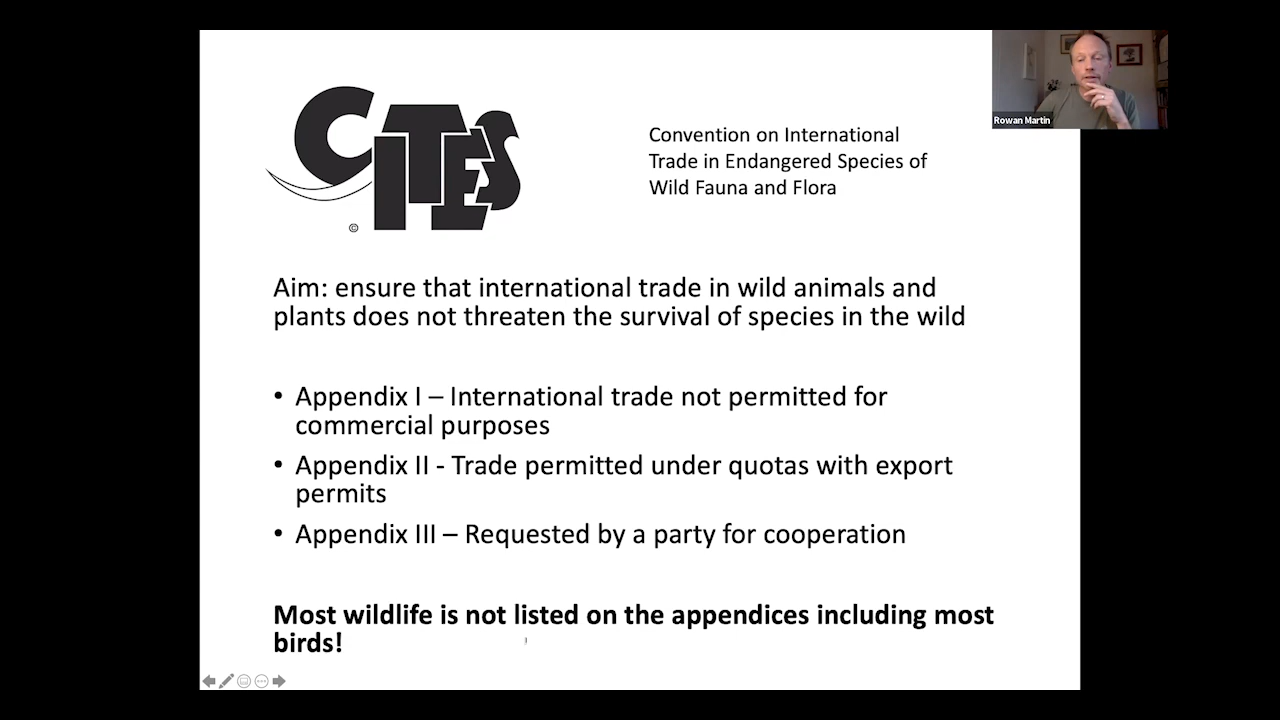 CITES
©
Convention on International
Trade in Endangered Species of
Wild Fauna and Flora
Rowan Martin
Aim: ensure that international trade in wild animals and
plants does not threaten the survival of species in the wild
• Appendix I – International trade not permitted for
commercial purposes
• Appendix II - Trade permitted under quotas with export
permits
• Appendix III – Requested by a party for cooperation
Most wildlife is not listed on the appendices including most
birds!